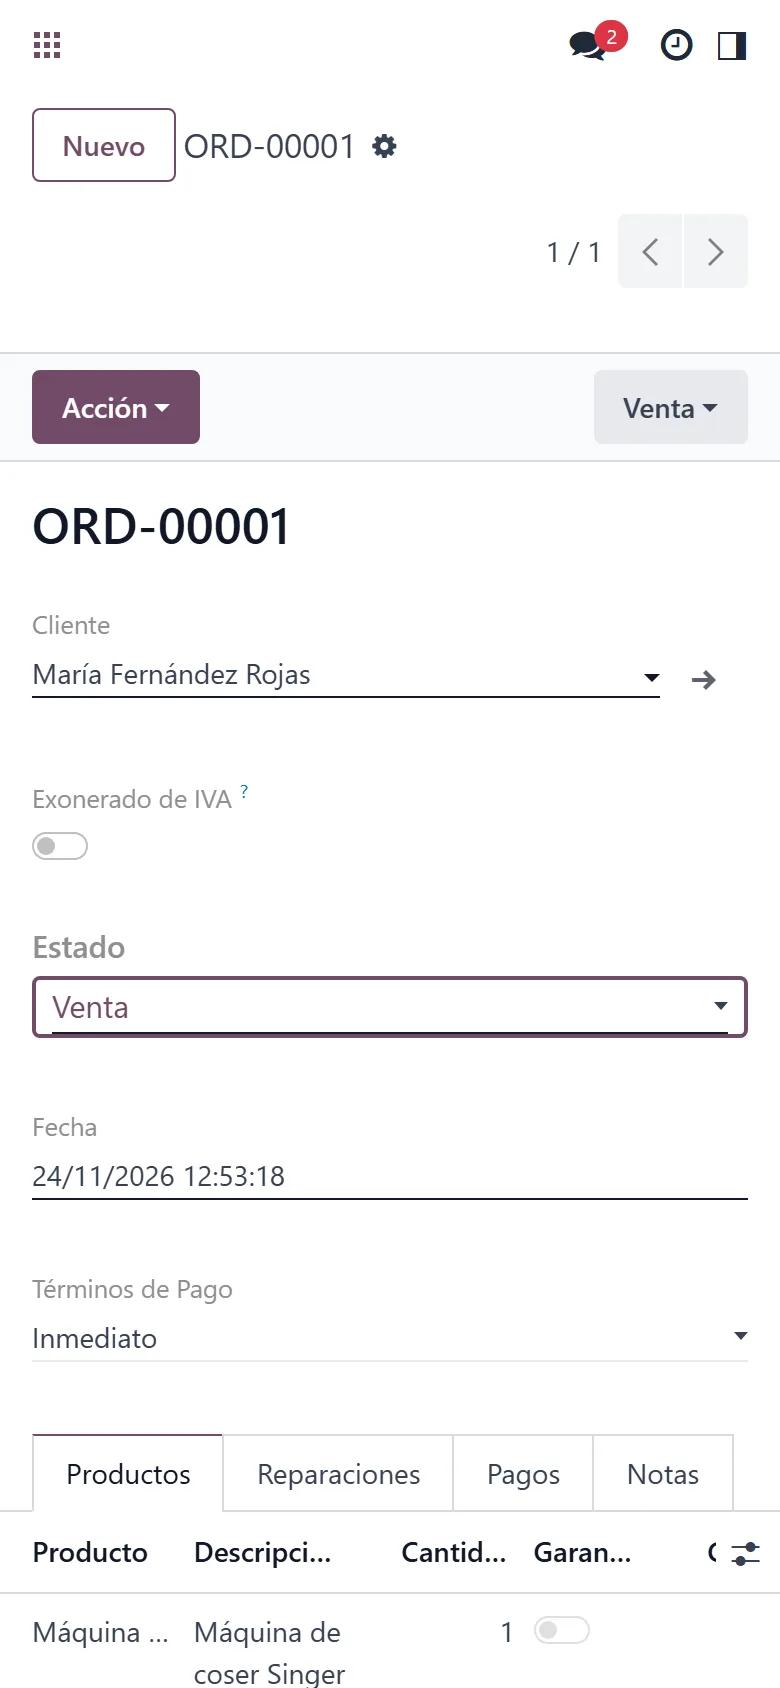 2
Nuevo ORD-00001
1 / 1
Acción Venta
ORD-00001
Cliente
María Fernández Rojas
Exonerado de IVA ?
Estado
Venta
Fecha
24/11/2026 12:53:18
Términos de Pago
Inmediato
Productos Reparaciones Pagos Notas
Producto Descripci... Cantid... Garan...
Máquina ... Máquina de 1
coser Singer